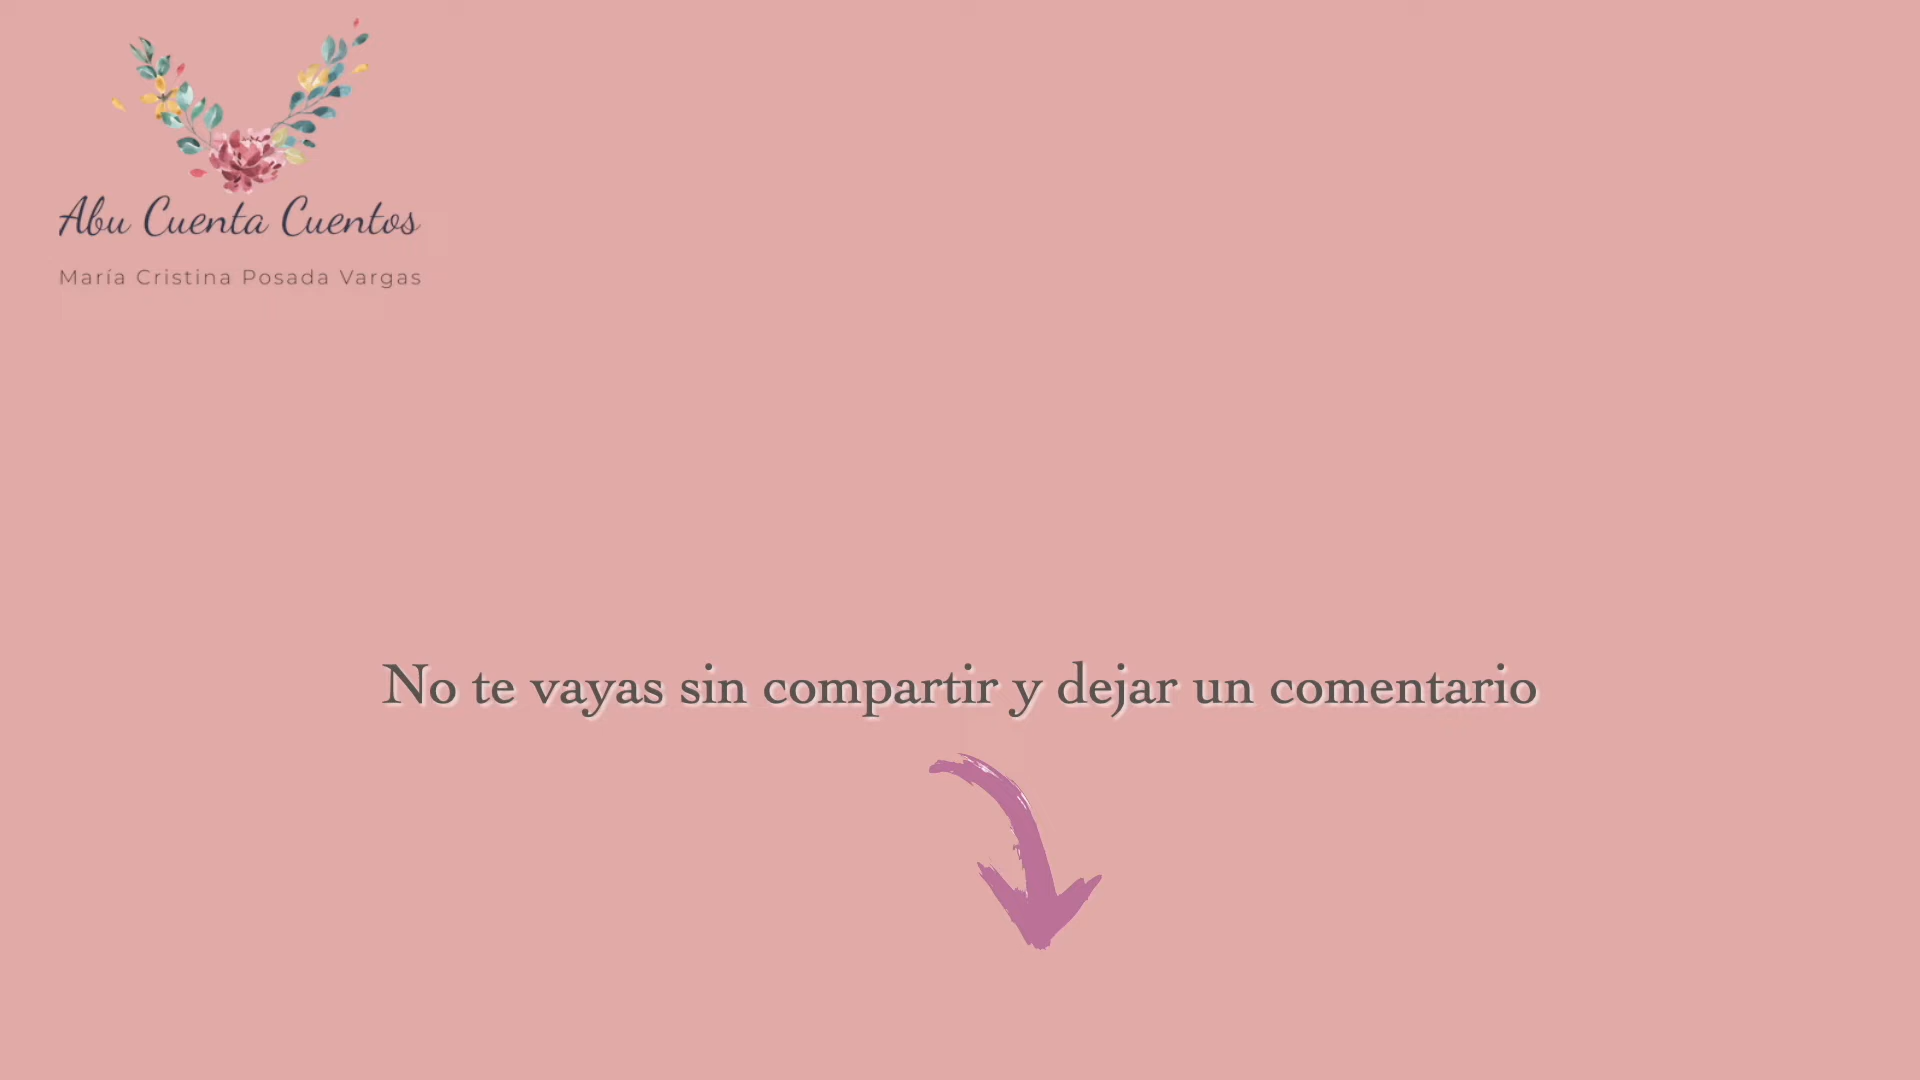 Abu Cuenta Cuentos
María Cristina Posada Vargas
No te vayas sin compartir y dejar un comentario